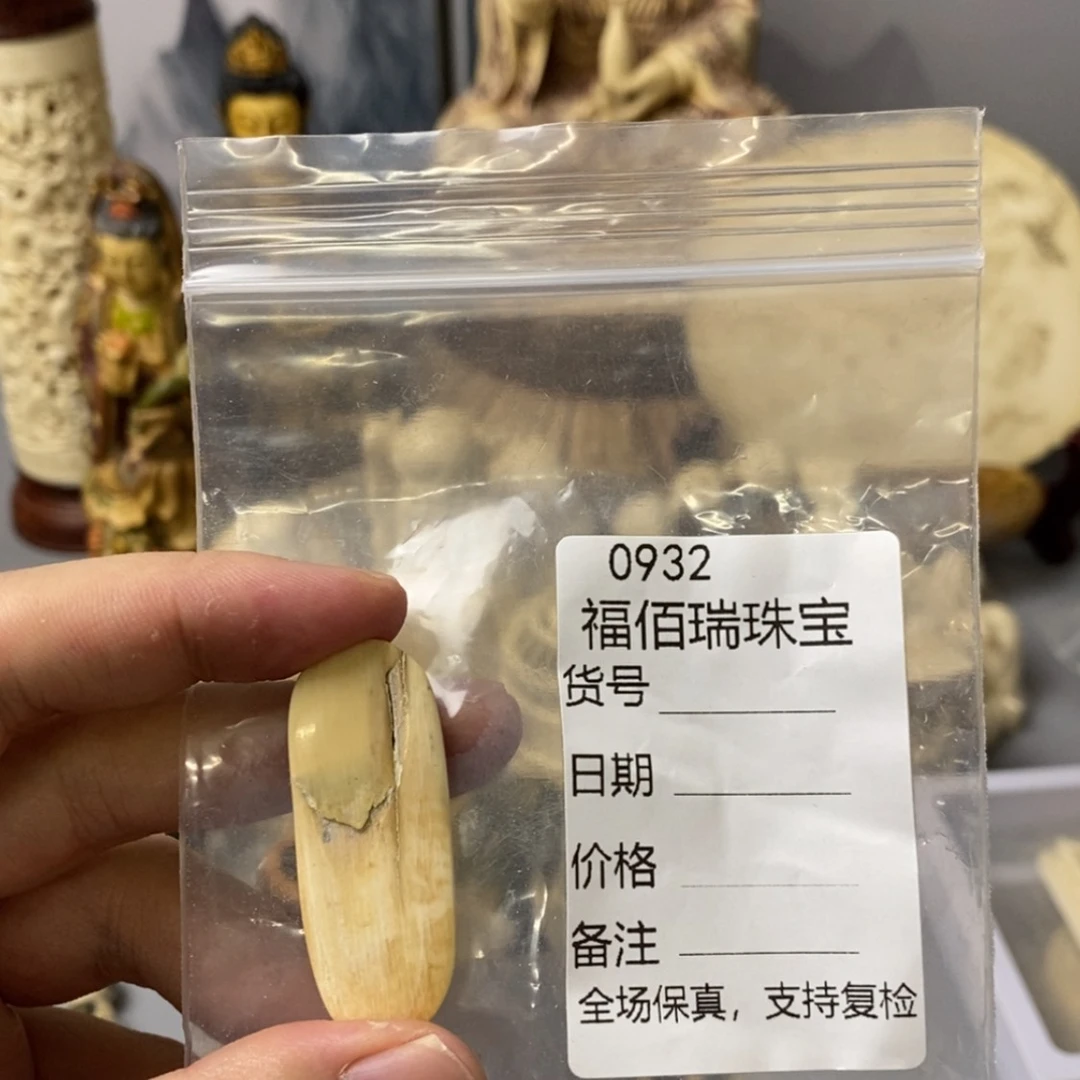 0932
福佰瑞珠宝
货号
日期
价格
备注
全场保真，支持复检